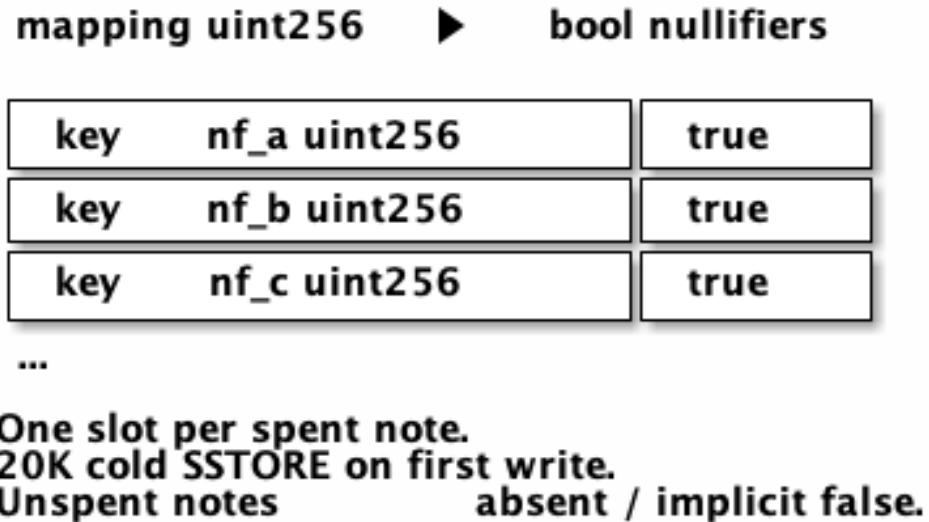 mapping uint256 ▶ bool nullifiers
key nf_a uint256 true
key nf_b uint256 true
key nf_c uint256 true
...
One slot per spent note.
20K cold SSTORE on first write.
Unspent notes absent / implicit false.